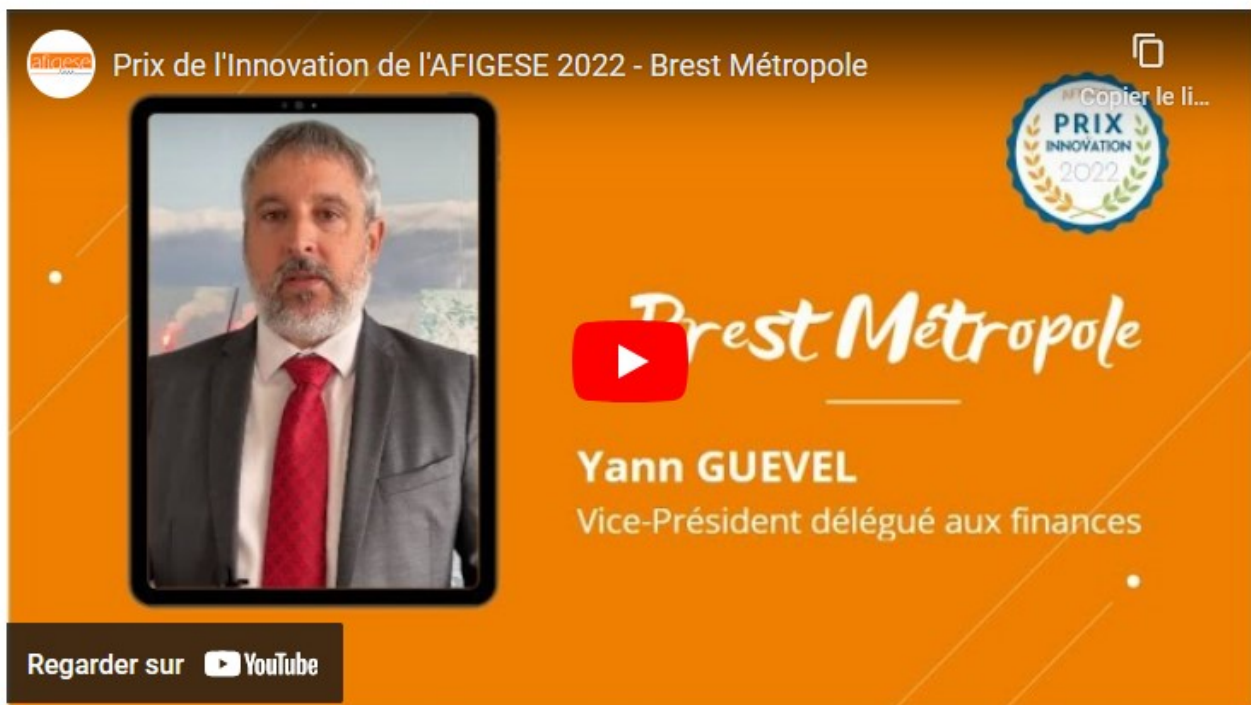 afigese
Prix de l'Innovation de l'AFIGESE 2022 - Brest Métropole
Copier le li...
PRIX
INNOVATION
2022
Brest Métropole
Yann GUEVEL
Vice-Président délégué aux finances
Regarder sur YouTube